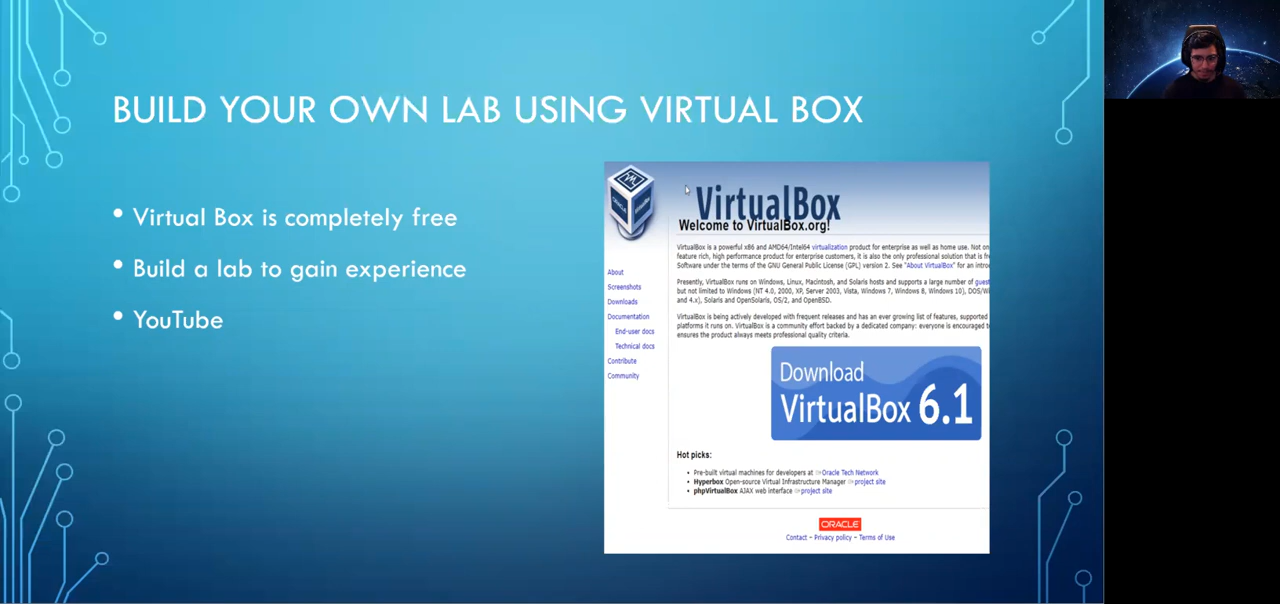 BUILD YOUR OWN LAB USING VIRTUAL BOX
• Virtual Box is completely free
• Build a lab to gain experience
• YouTube
ORACLE
VirtualBox
Welcome to VirtualBox.org!
About
Screenshots
Downloads
Documentation
End-user docs
Technical docs
Contribute
Community
VirtualBox is a powerful x86 and AMD64/Intel64 virtualization product for enterprise as well as home use. Not on
feature rich, high performance product for enterprise customers, it is also the only professional solution that is fr
Software under the terms of the GNU General Public License (GPL) version 2. See "About VirtualBox" for an intro
Presently, VirtualBox runs on Windows, Linux, Macintosh, and Solaris hosts and supports a large number of guest
but not limited to Windows (NT 4.0, 2000, XP, Server 2003, Vista, Windows 7, Windows 8, Windows 10), DOS/Wi
and 4.x), Solaris and OpenSolaris, OS/2, and OpenBSD.
VirtualBox is being actively developed with frequent releases and has an ever growing list of features, supported
platforms it runs on. VirtualBox is a community effort backed by a dedicated company: everyone is encouraged t
ensures the product always meets professional quality criteria.
Download
VirtualBox 6.1
Hot picks:
• Pre-built virtual machines for developers at Oracle Tech Network
• Hyperbox Open-source Virtual Infrastructure Manager project site
• phpVirtualBox AJAX web interface project site
ORACLE
Contact – Privacy policy – Terms of Use